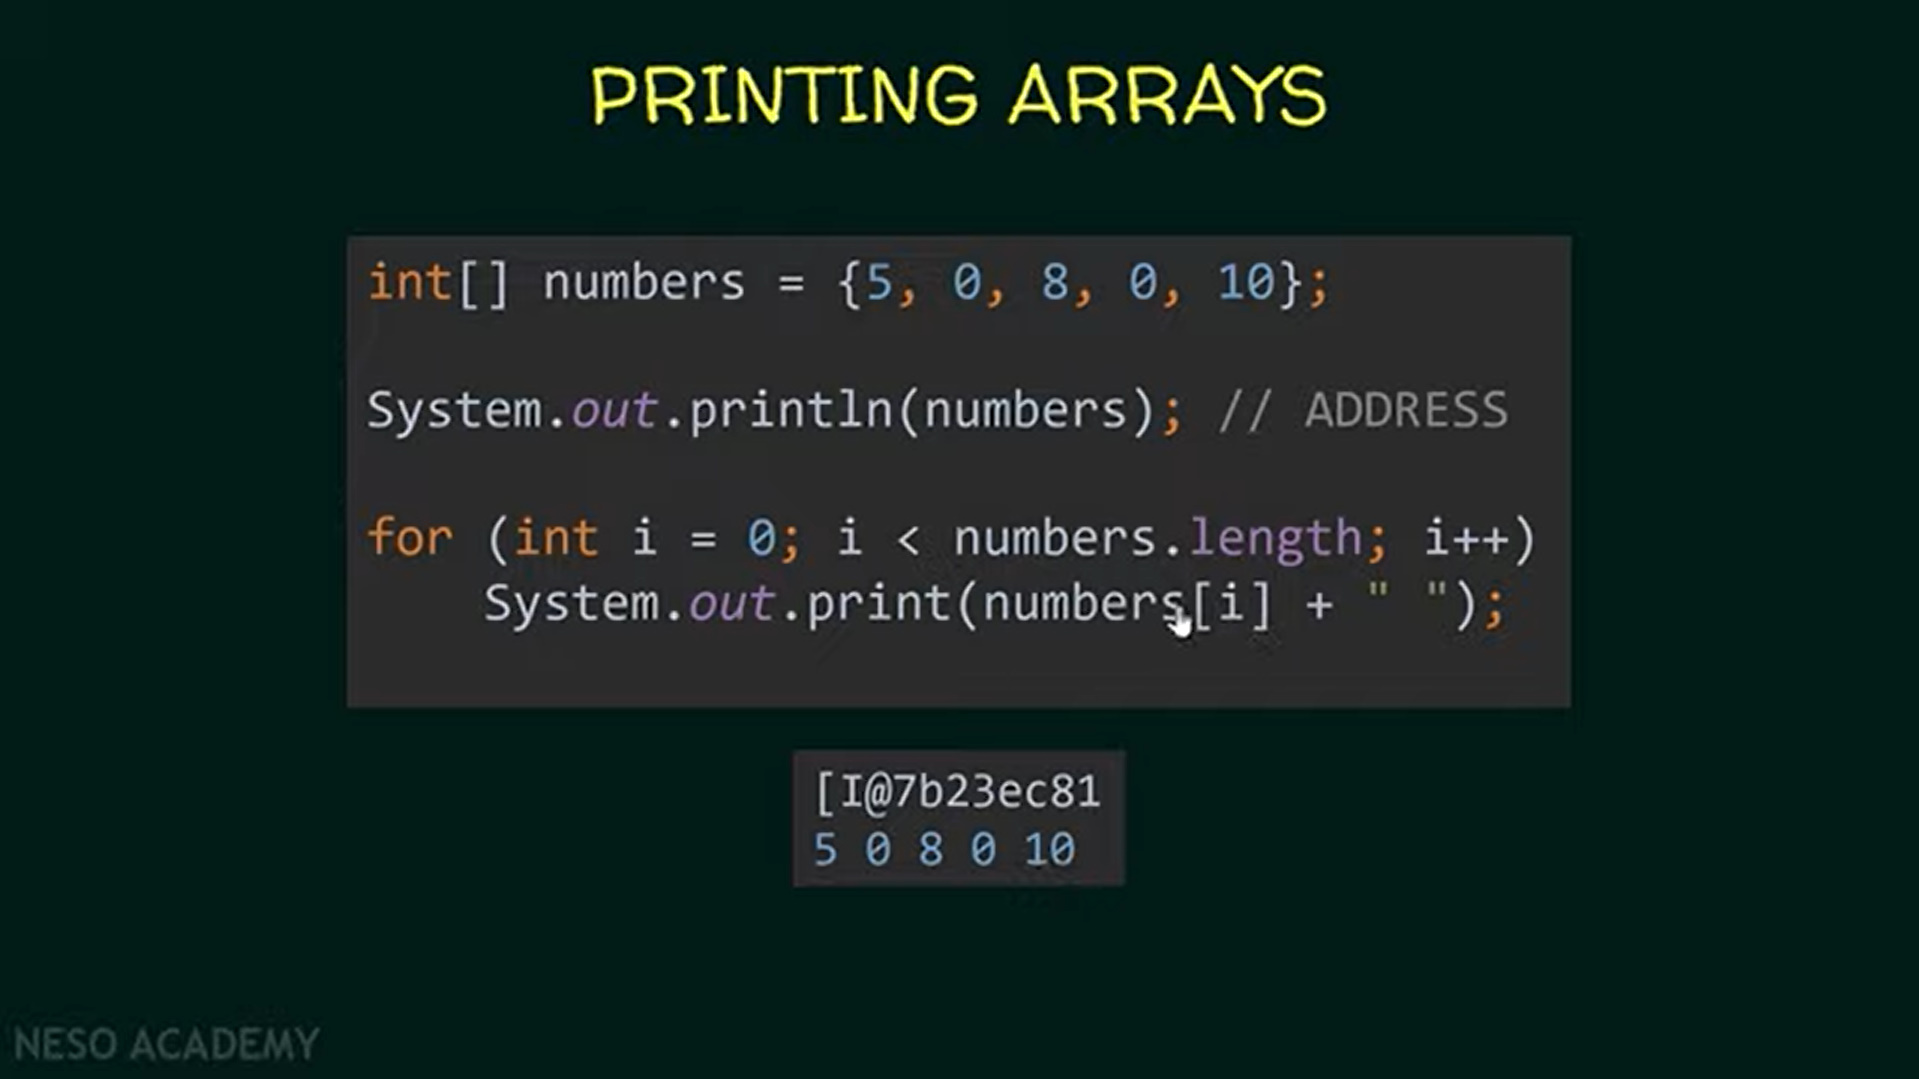 PRINTING ARRAYS
int[] numbers = {5, 0, 8, 0, 10};
System.out.println(numbers); // ADDRESS
for (int i = 0; i < numbers.length; i++)
System.out.print(numbers[i] + " ");
[I@7b23ec81
5 0 8 0 10
NESO ACADEMY